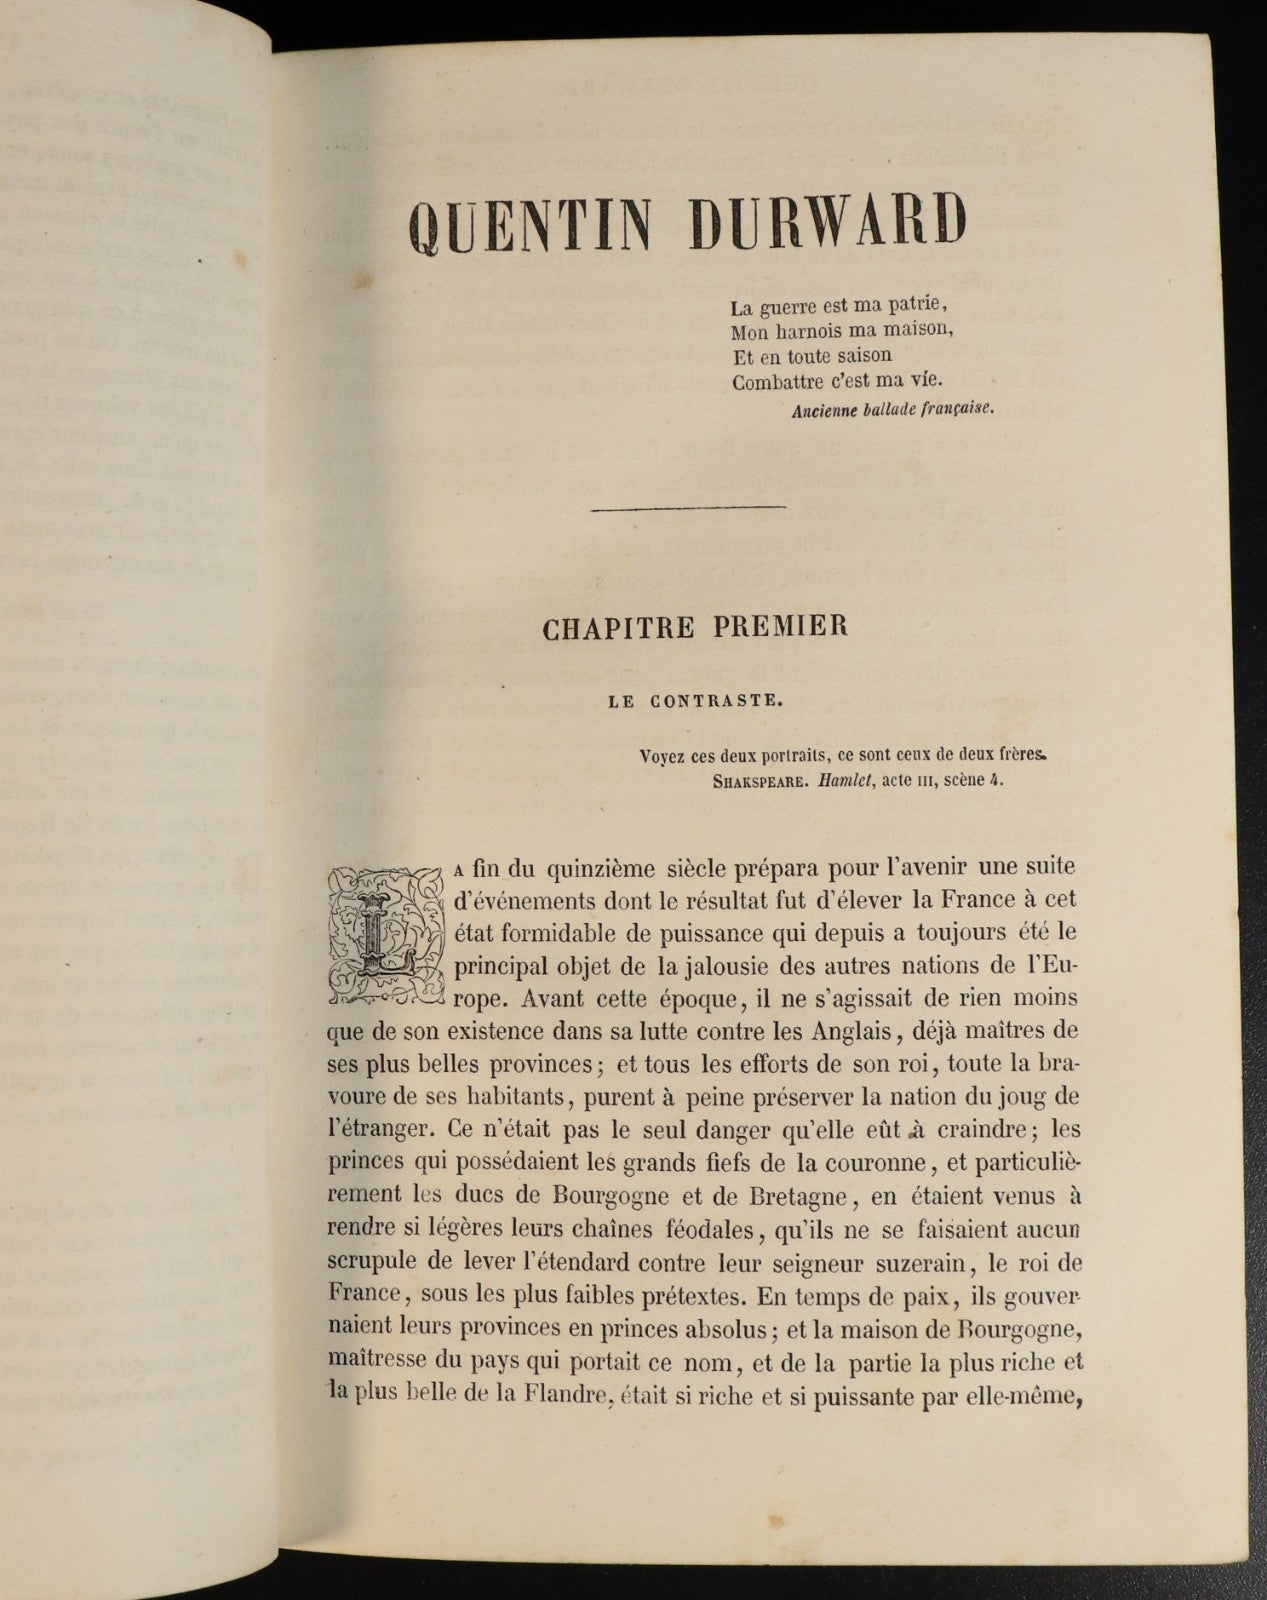 QUENTIN DURWARD
La guerre est ma patrie,
Mon harnois ma maison,
Et en toute saison
Combattre c'est ma vie.
Ancienne ballade française.
CHAPITRE PREMIER
LE CONTRASTE.
Voyez ces deux portraits, ce sont ceux de deux frères.
SHAKSPEARE. Hamlet, acte III, scène 4.
LA fin du quinzième siècle prépara pour l'avenir une suite
d'événements dont le résultat fut d'élever la France à cet
état formidable de puissance qui depuis a toujours été le
principal objet de la jalousie des autres nations de l'Eu-
rope. Avant cette époque, il ne s'agissait de rien moins
que de son existence dans sa lutte contre les Anglais, déjà maîtres de
ses plus belles provinces; et tous les efforts de son roi, toute la bra-
voure de ses habitants, purent à peine préserver la nation du joug de
l'étranger. Ce n'était pas le seul danger qu'elle eût à craindre; les
princes qui possédaient les grands fiefs de la couronne, et particuliè-
rement les ducs de Bourgogne et de Bretagne, en étaient venus à
rendre si légères leurs chaînes féodales, qu'ils ne se faisaient aucun
scrupule de lever l'étendard contre leur seigneur suzerain, le roi de
France, sous les plus faibles prétextes. En temps de paix, ils gouver-
naient leurs provinces en princes absolus; et la maison de Bourgogne,
maîtresse du pays qui portait ce nom, et de la partie la plus riche et
la plus belle de la Flandre, était si riche et si puissante par elle-même,